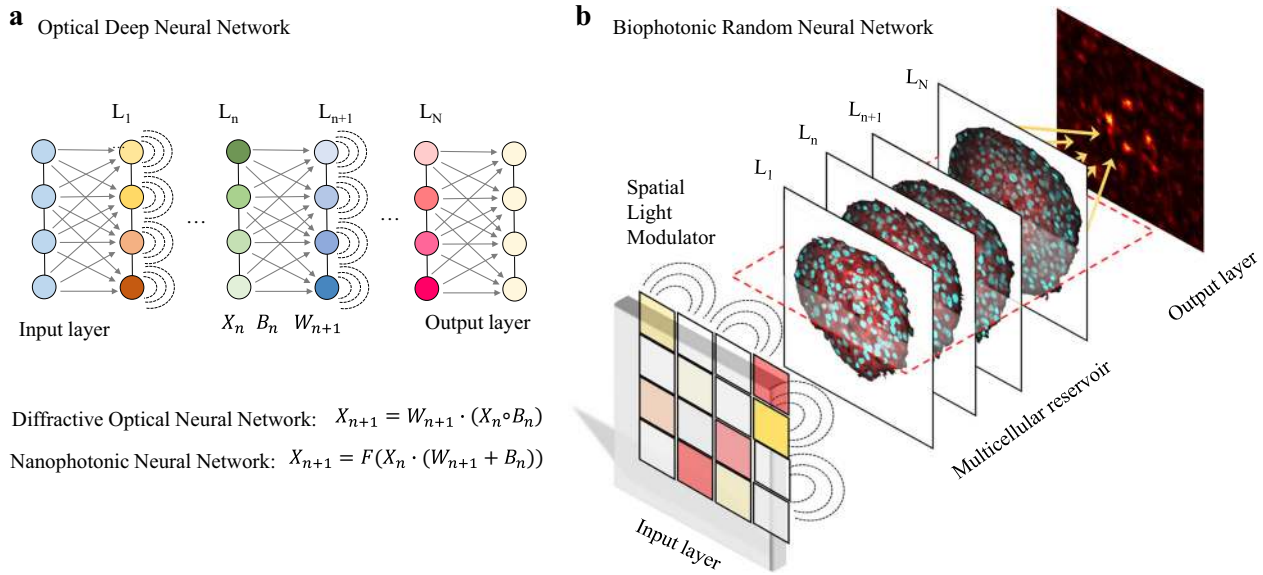 a Optical Deep Neural Network
L₁ Lₙ Lₙ₊₁ L_N
... ...
Input layer Xₙ Bₙ Wₙ₊₁ Output layer
Diffractive Optical Neural Network: Xₙ₊₁ = Wₙ₊₁ · (Xₙ∘Bₙ)
Nanophotonic Neural Network: Xₙ₊₁ = F(Xₙ · (Wₙ₊₁ + Bₙ))
b Biophotonic Random Neural Network
L_N
Lₙ₊₁
Lₙ
L₁
Spatial
Light
Modulator
Input layer
Multicellular reservoir
Output layer